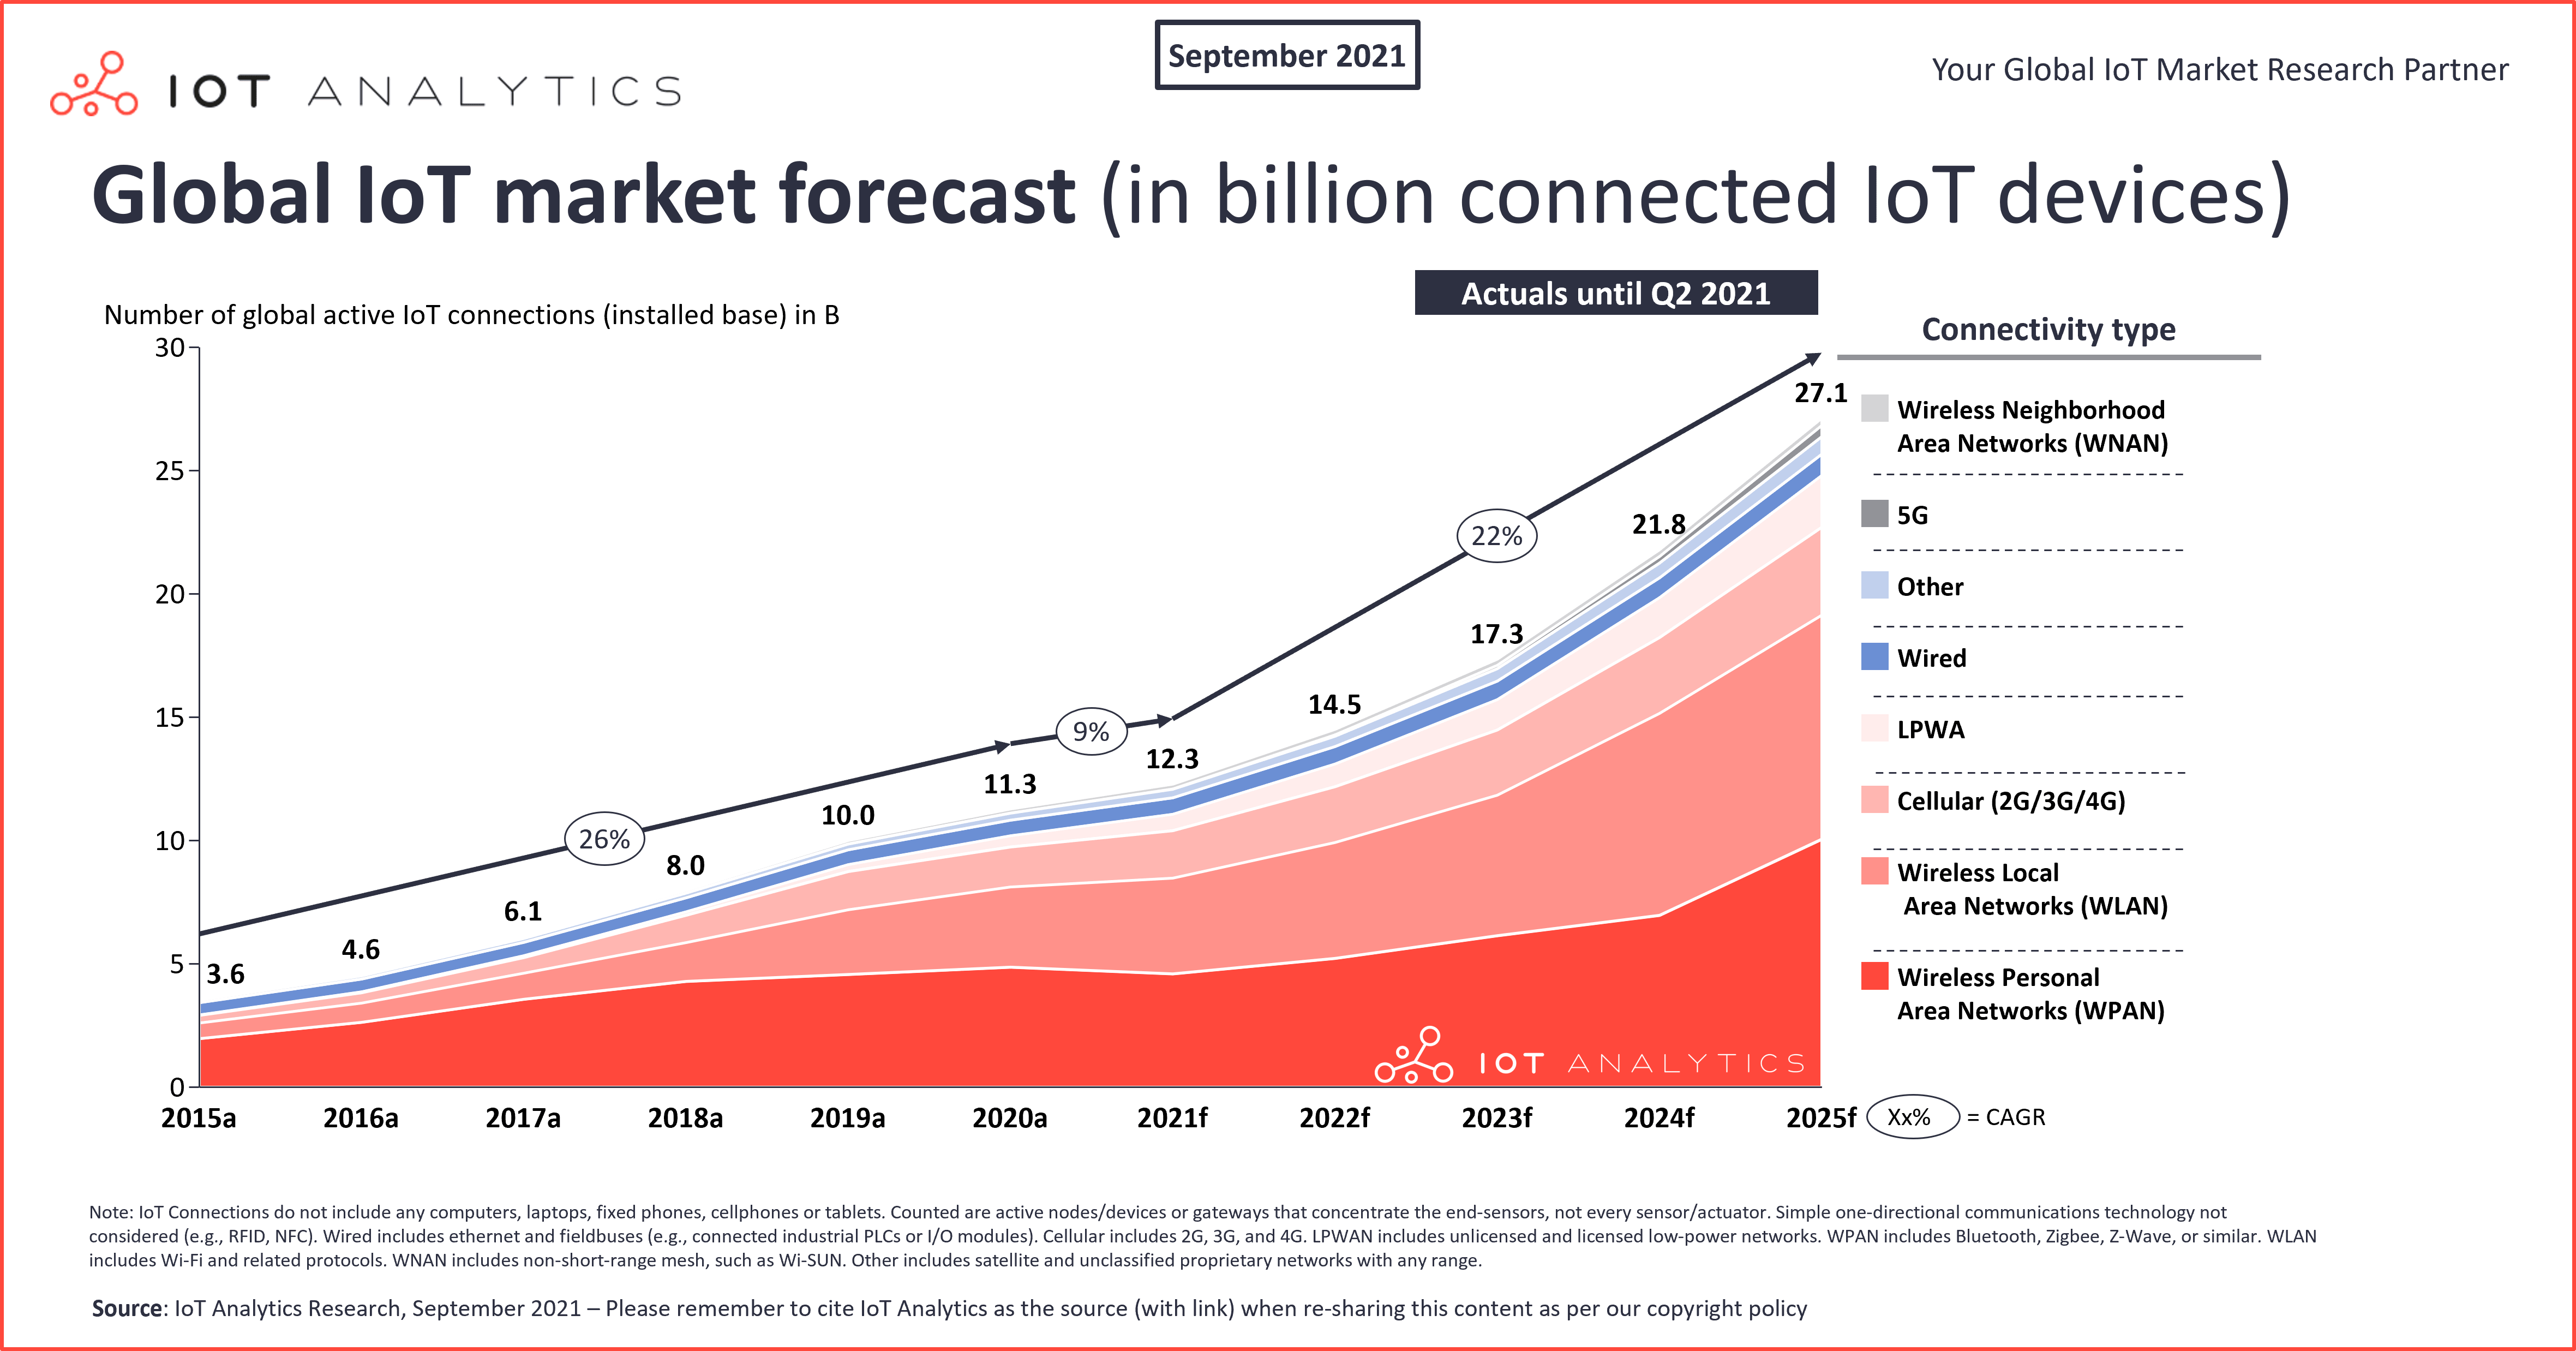 September 2021
IOT ANALYTICS
Your Global IoT Market Research Partner
Global IoT market forecast (in billion connected IoT devices)
Actuals until Q2 2021
Number of global active IoT connections (installed base) in B
30
25
20
15
10
5
0
3.6
4.6
6.1
8.0
10.0
11.3
12.3
14.5
17.3
21.8
27.1
26%
9%
22%
2015a
2016a
2017a
2018a
2019a
2020a
2021f
2022f
2023f
2024f
2025f
IOT ANALYTICS
Connectivity type
Wireless Neighborhood
Area Networks (WNAN)
5G
Other
Wired
LPWA
Cellular (2G/3G/4G)
Wireless Local
Area Networks (WLAN)
Wireless Personal
Area Networks (WPAN)
Xx% = CAGR
Note: IoT Connections do not include any computers, laptops, fixed phones, cellphones or tablets. Counted are active nodes/devices or gateways that concentrate the end-sensors, not every sensor/actuator. Simple one-directional communications technology not
considered (e.g., RFID, NFC). Wired includes ethernet and fieldbuses (e.g., connected industrial PLCs or I/O modules). Cellular includes 2G, 3G, and 4G. LPWAN includes unlicensed and licensed low-power networks. WPAN includes Bluetooth, Zigbee, Z-Wave, or similar. WLAN
includes Wi-Fi and related protocols. WNAN includes non-short-range mesh, such as Wi-SUN. Other includes satellite and unclassified proprietary networks with any range.
Source: IoT Analytics Research, September 2021 – Please remember to cite IoT Analytics as the source (with link) when re-sharing this content as per our copyright policy